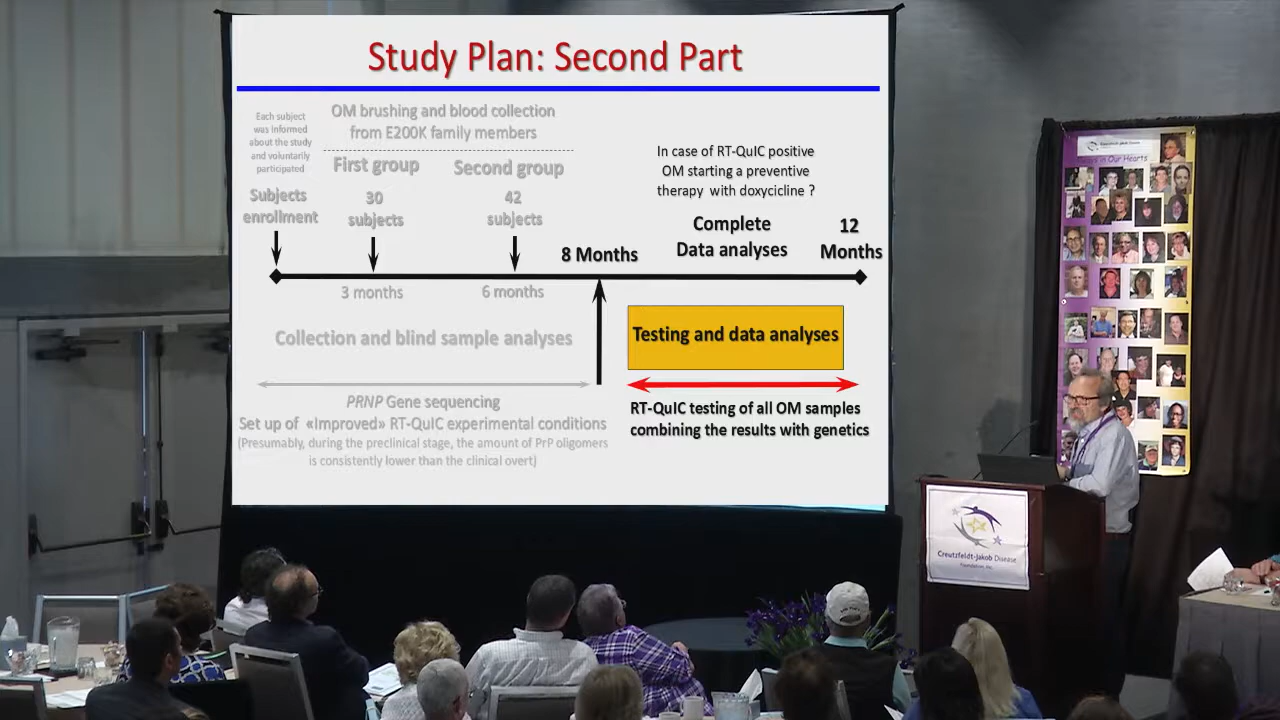 Study Plan: Second Part
Each subject
was informed
about the study
and voluntarily
participated
OM brushing and blood collection
from E200K family members
First group
Second group
Subjects
enrollment
30
subjects
42
subjects
In case of RT-QuIC positive
OM starting a preventive
therapy with doxycicline ?
8 Months
Complete
Data analyses
12
Months
3 months
6 months
Collection and blind sample analyses
Testing and data analyses
PRNP Gene sequencing
Set up of «Improved» RT-QuIC experimental conditions
(Presumably, during the preclinical stage, the amount of PrP oligomers
is consistently lower than the clinical overt)
RT-QuIC testing of all OM samples
combining the results with genetics
in Our Hearts
Creutzfeldt-Jakob Disease
Foundation, Inc.